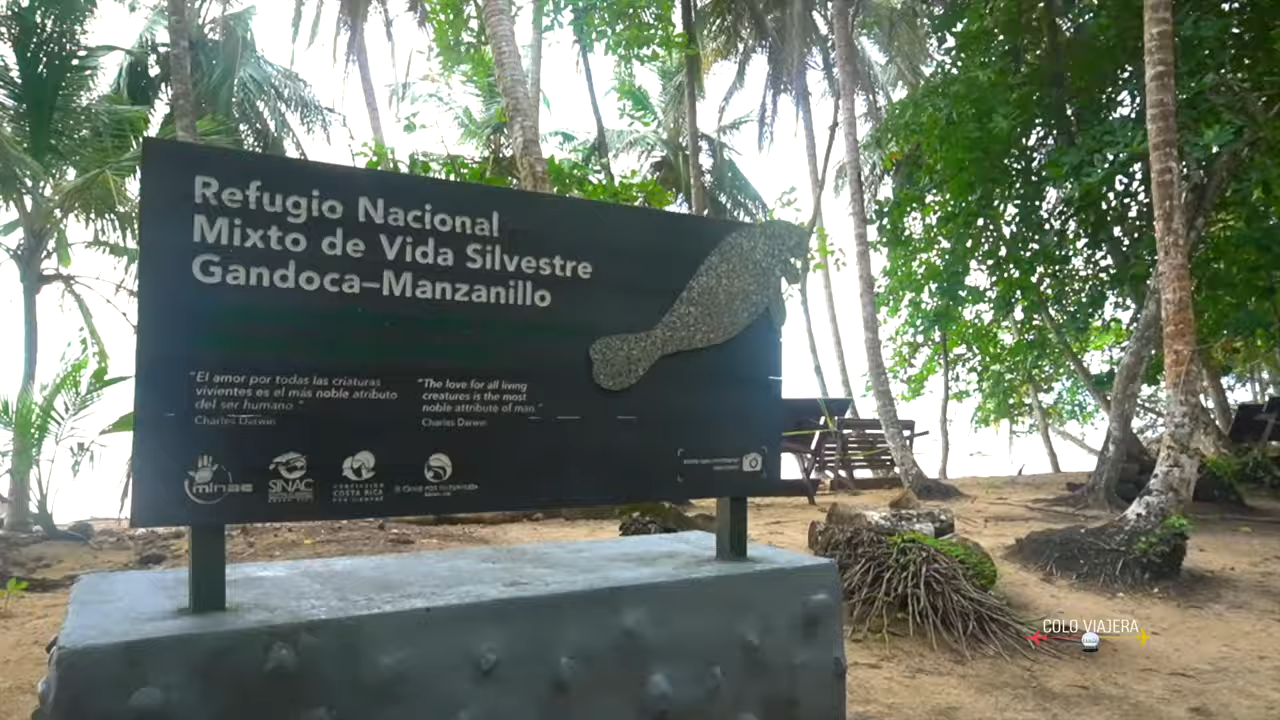 Refugio Nacional
Mixto de Vida Silvestre
Gandoca–Manzanillo
"El amor por todas las criaturas
vivientes es el más noble atributo
del ser humano."
Charles Darwin
"The love for all living
creatures is the most
noble attribute of man."
Charles Darwin
minae
SINAC
COSTA RICA
COLO VIAJERA